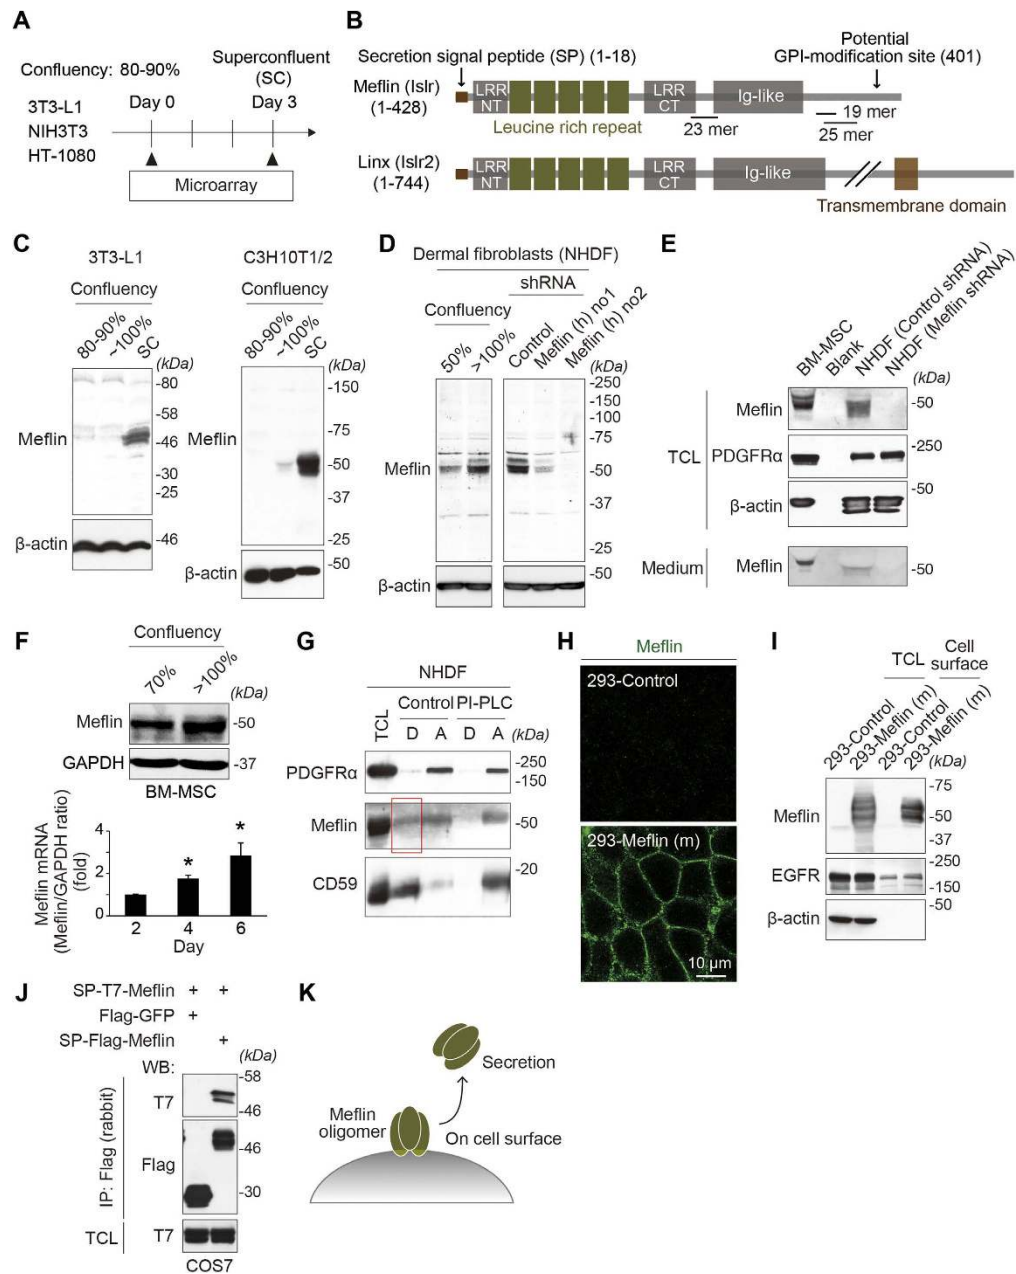 A
Confluency: 80-90%
Superconfluent
(SC)
3T3-L1
NIH3T3
HT-1080
Day 0
Day 3
Microarray
B
Secretion signal peptide (SP) (1-18)
Potential
GPI-modification site (401)
Meflin (Islr)
(1-428)
LRR
NT
LRR
CT
Ig-like
Leucine rich repeat
23 mer
19 mer
25 mer
Linx (Islr2)
(1-744)
LRR
NT
LRR
CT
Ig-like
Transmembrane domain
C
3T3-L1
Confluency
80-90%
~100%
SC
(kDa)
-80
-58
-46
-30
-25
Meflin
-46
β-actin
C3H10T1/2
Confluency
80-90%
~100%
SC
(kDa)
-150
-75
-50
-37
-25
Meflin
β-actin
-50
D
Dermal fibroblasts (NHDF)
shRNA
Confluency
50%
>100%
Control
Meflin (h) no1
Meflin (h) no2
(kDa)
-250
-150
-100
-75
-50
-37
-25
Meflin
β-actin
-50
E
BM-MSC
Blank
NHDF (Control shRNA)
NHDF (Meflin shRNA)
(kDa)
Meflin
-50
TCL
PDGFRα
-250
-150
β-actin
-50
Medium
Meflin
-50
F
Confluency
70%
>100%
(kDa)
Meflin
-50
GAPDH
-37
BM-MSC
Meflin mRNA
(Meflin/GAPDH ratio)
(fold)
4
2
0
*
*
2 4 6
Day
G
NHDF
TCL
Control
PI-PLC
D A D A (kDa)
PDGFRα
-250
-150
Meflin
-50
CD59
-20
H
Meflin
293-Control
293-Meflin (m)
10 µm
I
TCL
Cell
surface
293-Control
293-Meflin (m)
293-Control
293-Meflin (m)
(kDa)
-75
Meflin
-50
-37
-250
EGFR
-150
-50
β-actin
J
SP-T7-Meflin + +
Flag-GFP +
SP-Flag-Meflin +
WB:
(kDa)
IP: Flag (rabbit)
T7
-58
-46
Flag
-46
-30
TCL
T7
COS7
K
Secretion
Meflin
oligomer
On cell surface